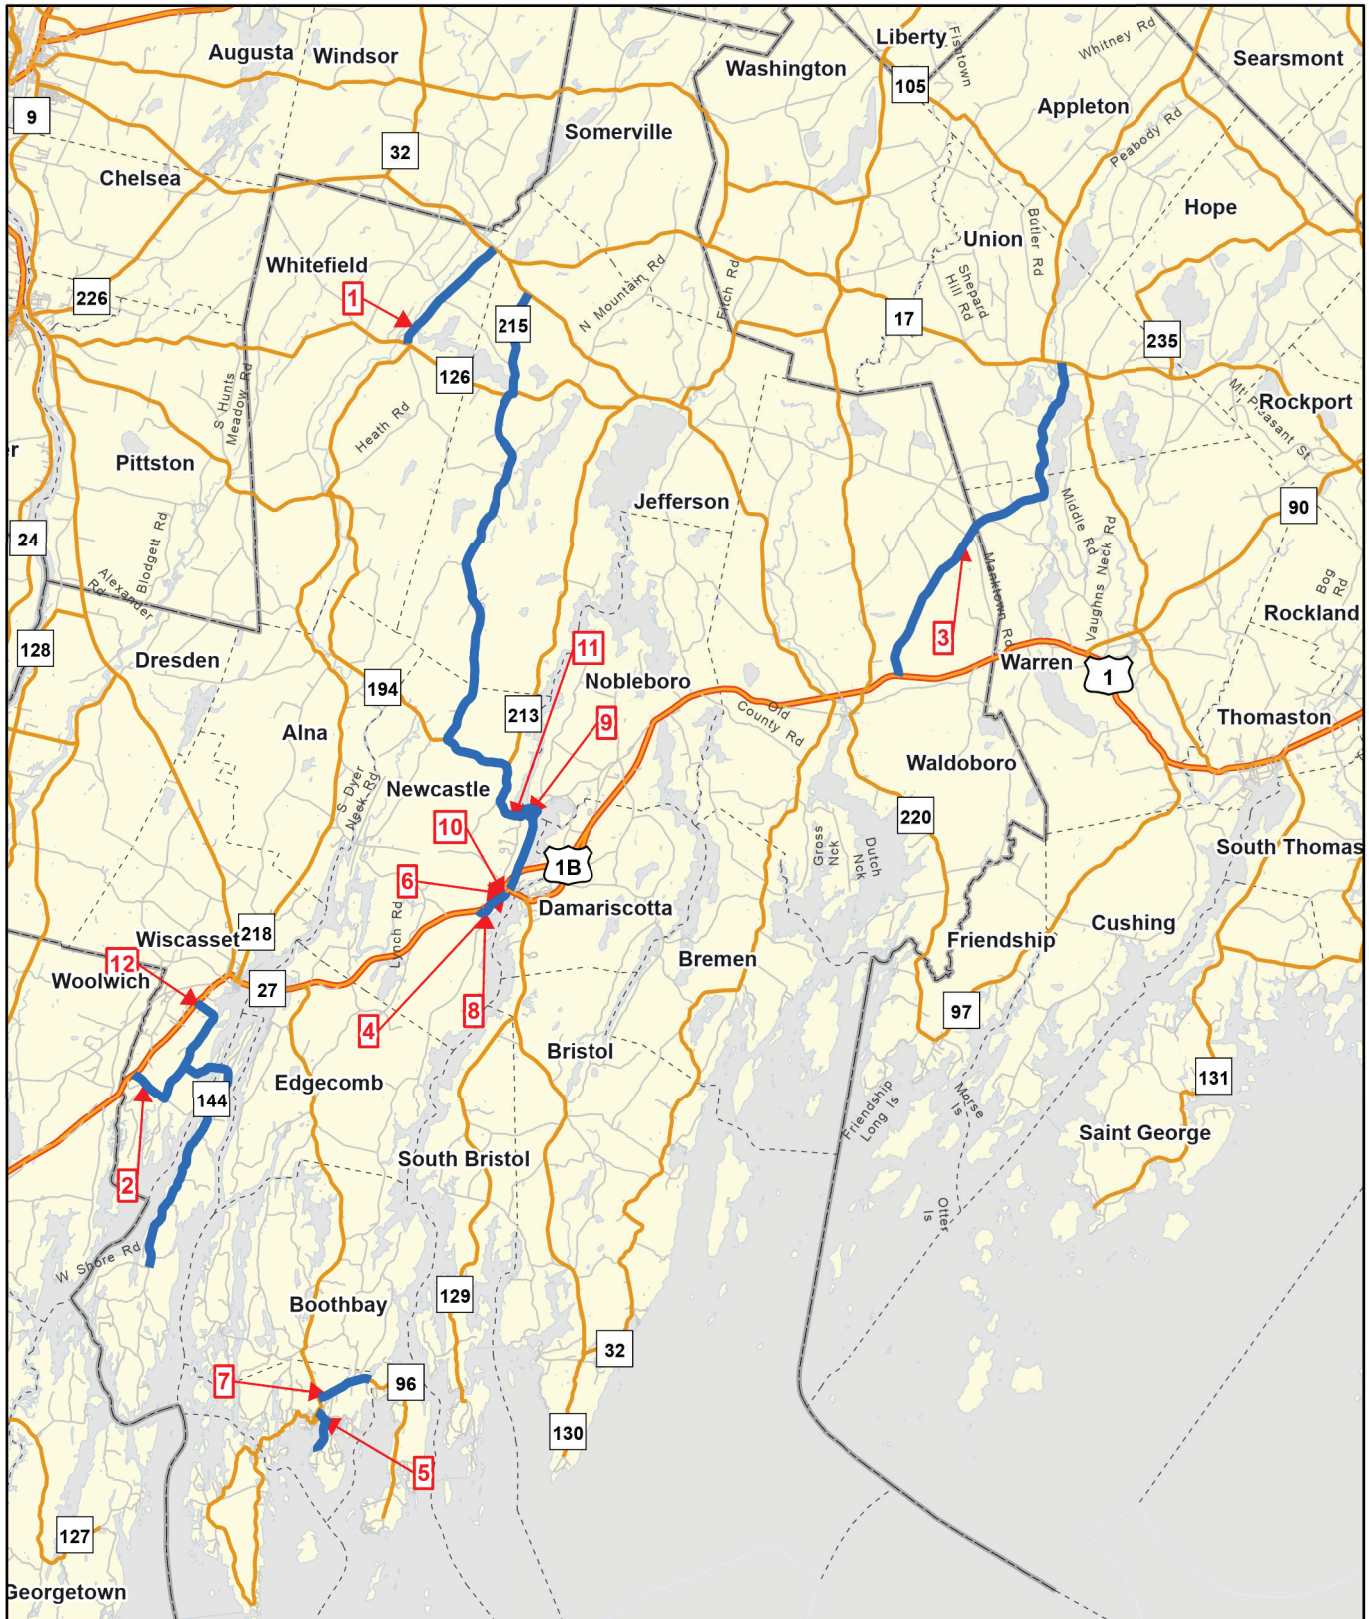 Augusta
Windsor
Liberty
Fishtown
Whitney Rd
Searsmont
Washington
105
Appleton
9
32
Somerville
Peabody Rd
Chelsea
Hope
Butler Rd
Union
Whitefield
N Mountain Rd
Fitch Rd
Shepard
Hill Rd
226
1
215
17
235
126
S Hunts
Meadow Rd
Heath Rd
Mt Pleasant St
Rockport
er
Pittston
Jefferson
Middle Rd
90
24
Blodgett Rd
Vaughns Neck Rd
Alexander
Rd
Manktown Rd
Bog
Rd
3
Rockland
128
11
Dresden
Nobleboro
Warren
1
194
213
9
Old
County Rd
Thomaston
Alna
S Dyer
Neck Rd
Newcastle
Waldoboro
10
220
Gross
Nck
Dutch
Nck
South Thomas
1B
6
Damariscotta
Lynch Rd
Cushing
Wiscasset
218
Friendship
12
Woolwich
Bremen
27
8
97
4
Bristol
Edgecomb
131
144
Friendship
Long Is
Morse
Is
Saint George
South Bristol
2
Otter
Is
W Shore Rd
129
Boothbay
32
7
96
130
5
127
Georgetown